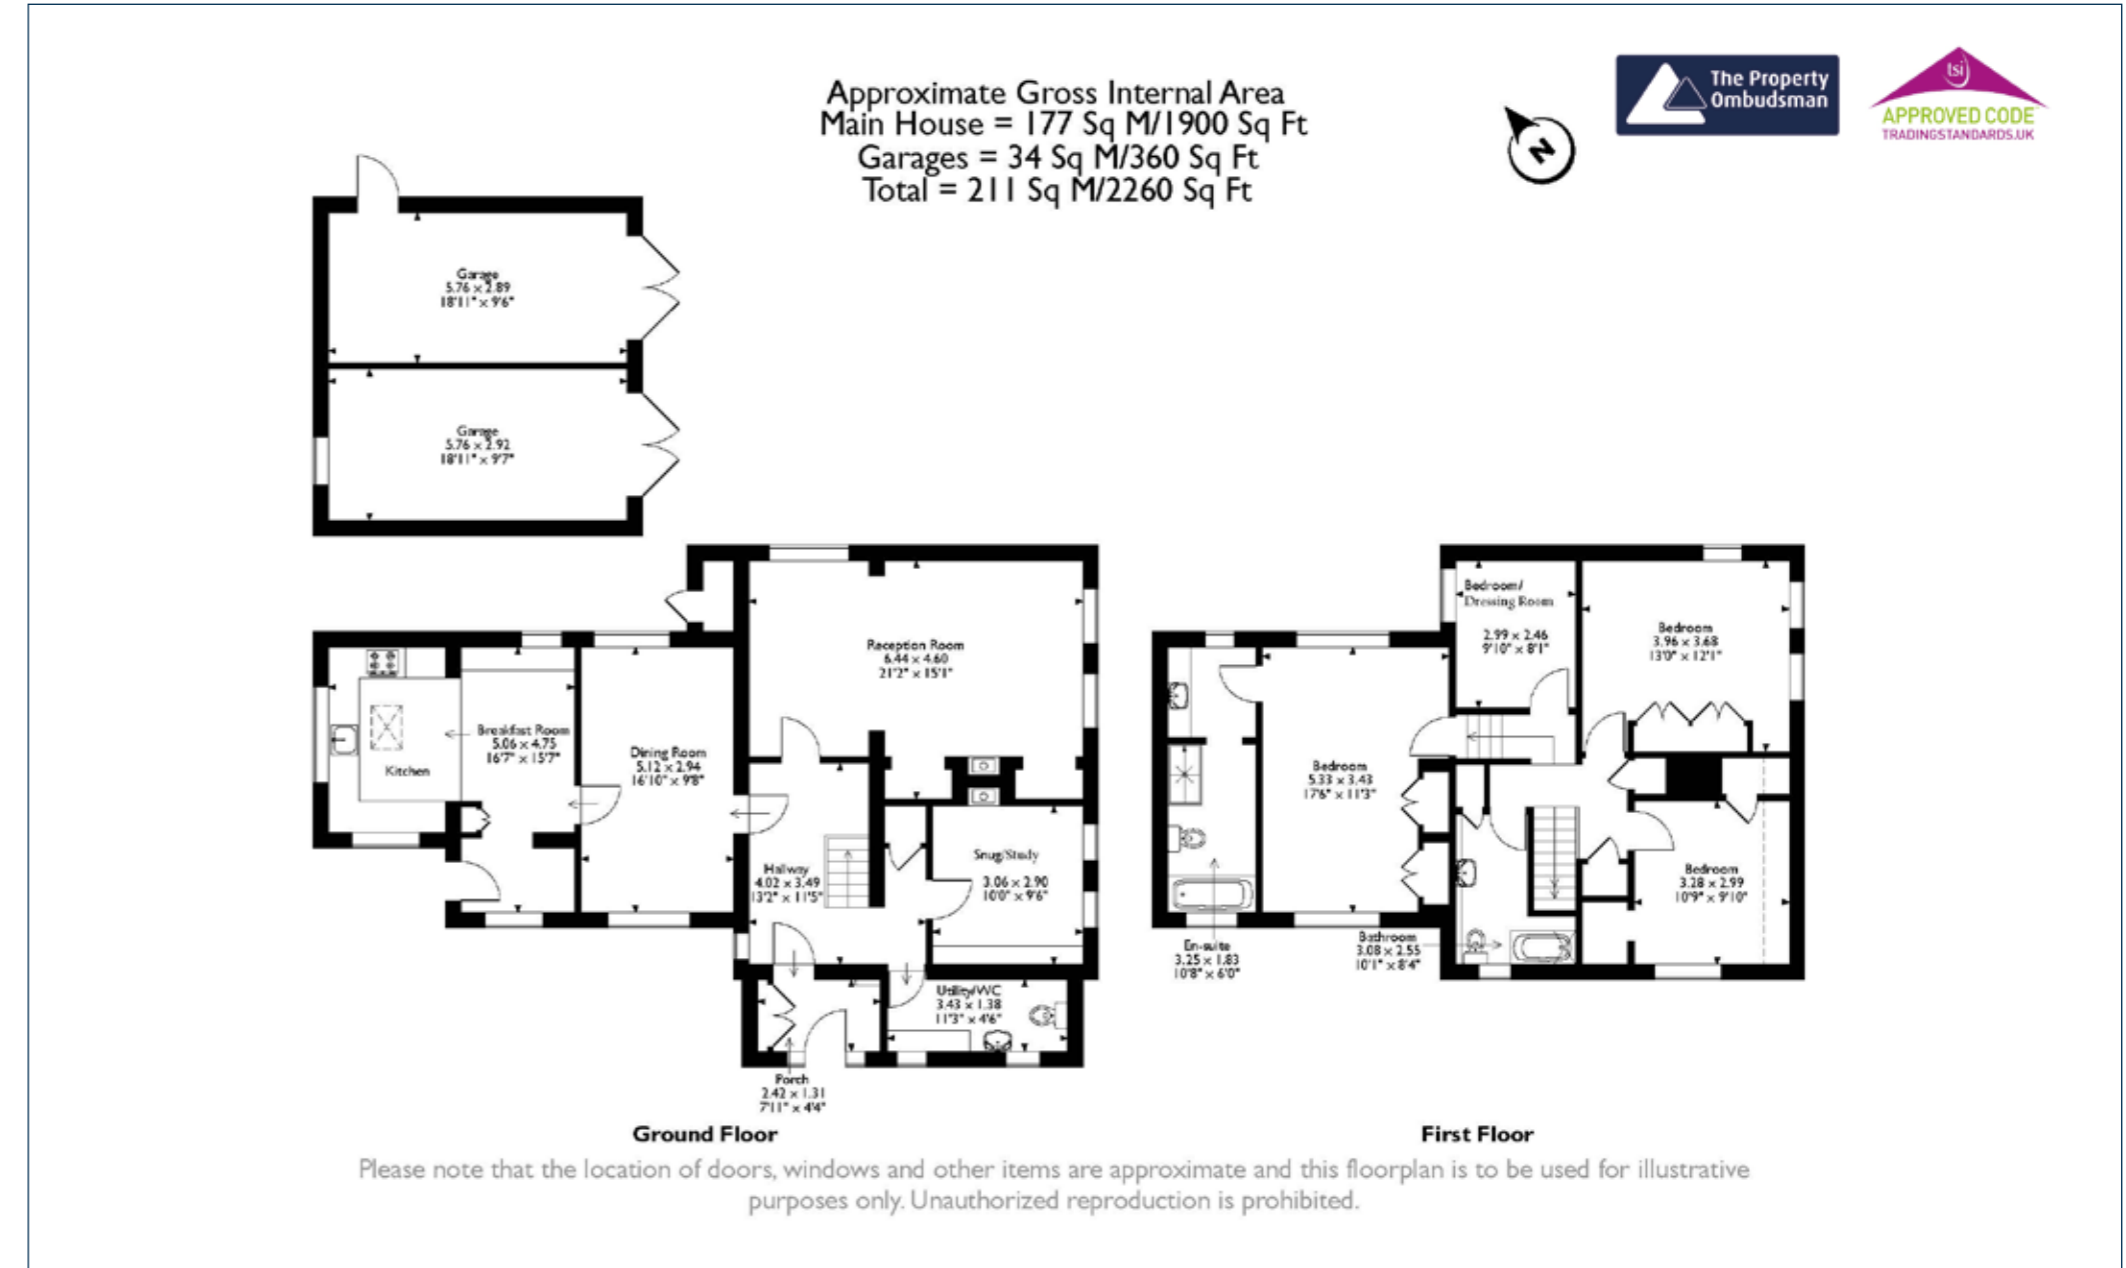 Approximate Gross Internal Area
Main House = 177 Sq M/1900 Sq Ft
Garages = 34 Sq M/360 Sq Ft
Total = 211 Sq M/2260 Sq Ft
N
The Property
Ombudsman
tsi
APPROVED CODE
TRADINGSTANDARDS.UK
Garage
5.76 x 2.89
18'11" x 9'6"
Garage
5.76 x 2.92
18'11" x 9'7"
Reception Room
6.44 x 4.60
21'2" x 15'1"
Breakfast Room
5.06 x 4.75
16'7" x 15'7"
Kitchen
Dining Room
5.12 x 2.94
16'10" x 9'8"
Hallway
4.02 x 3.49
13'2" x 11'5"
Snug/Study
3.06 x 2.90
10'0" x 9'6"
Utility/WC
3.43 x 1.38
11'3" x 4'6"
Porch
2.42 x 1.31
7'11" x 4'4"
Ground Floor
Bedroom/
Dressing Room
2.99 x 2.46
9'10" x 8'1"
Bedroom
3.96 x 3.68
13'0" x 12'1"
Bedroom
5.33 x 3.43
17'6" x 11'3"
Bedroom
3.28 x 2.99
10'9" x 9'10"
En-suite
3.25 x 1.83
10'8" x 6'0"
Bathroom
3.08 x 2.55
10'1" x 8'4"
First Floor
Please note that the location of doors, windows and other items are approximate and this floorplan is to be used for illustrative
purposes only. Unauthorized reproduction is prohibited.